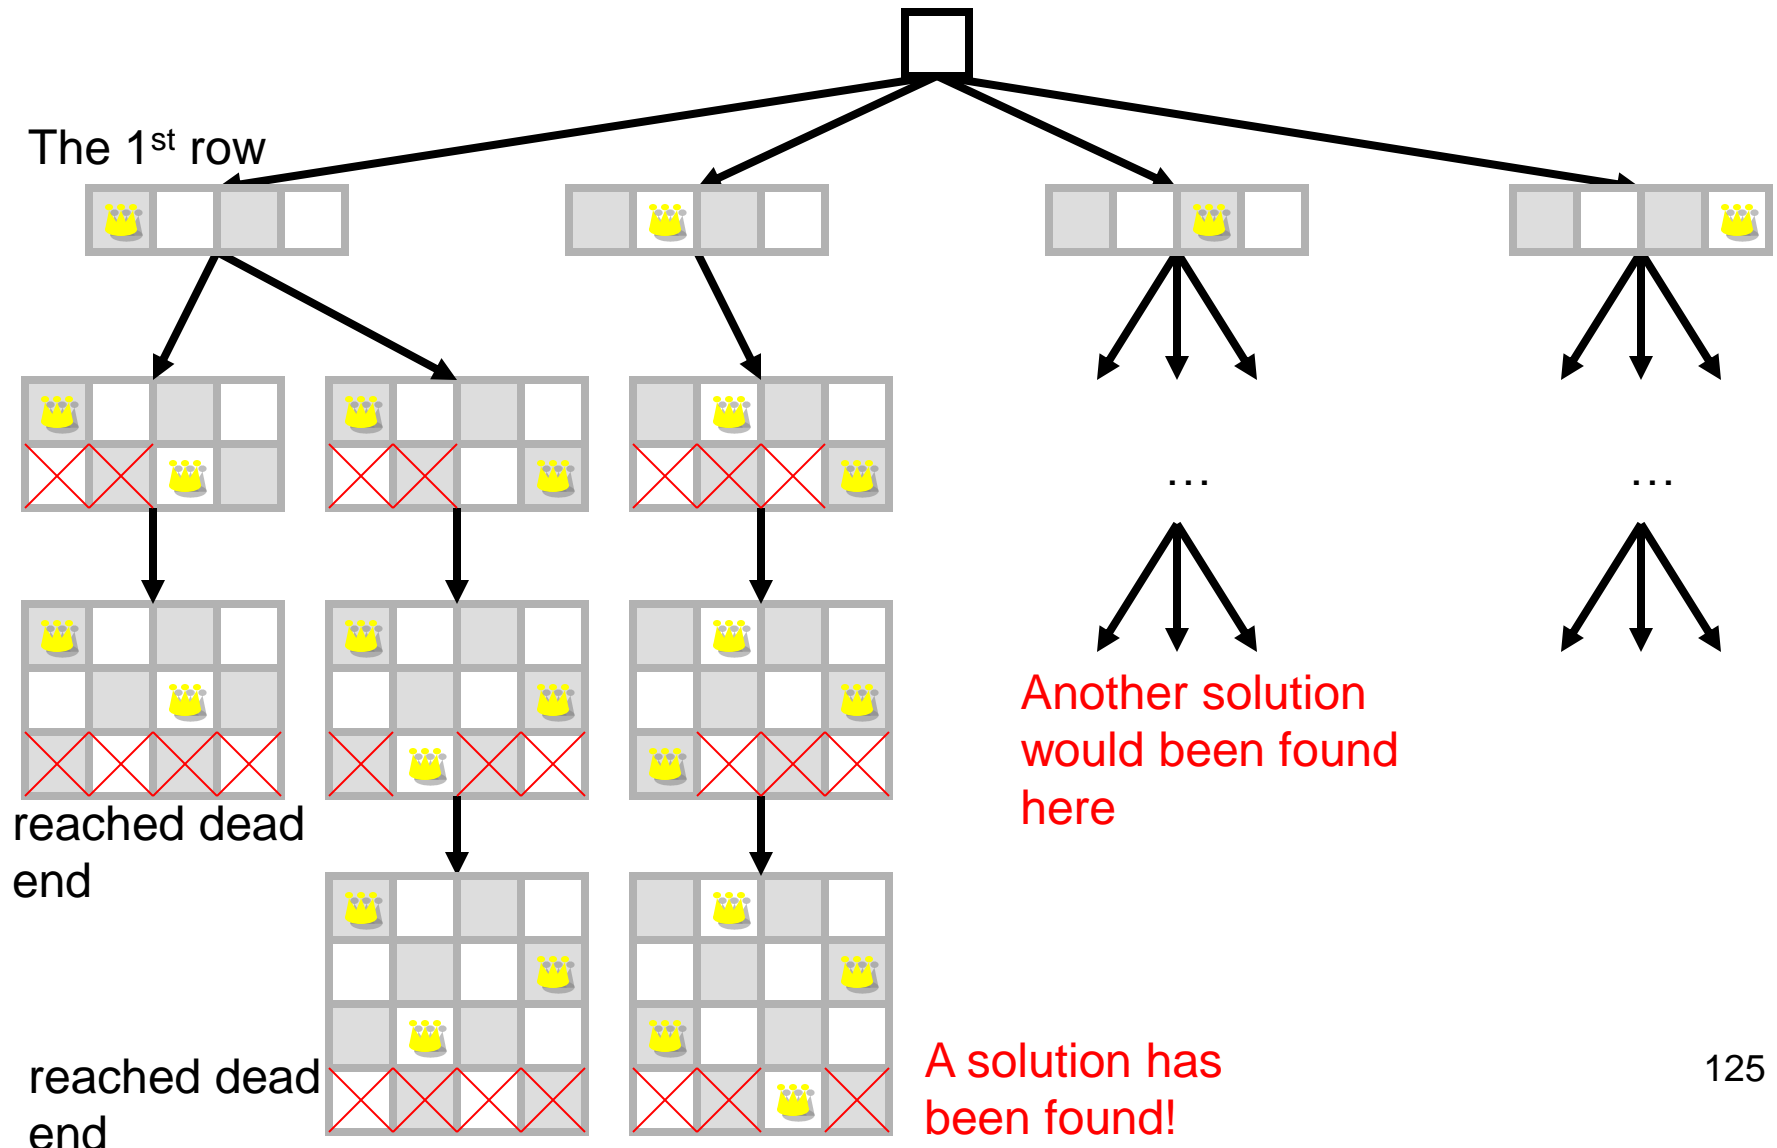 The 1st row
...
...
Another solution
would been found
here
reached dead
end
reached dead
end
A solution has
been found!
125